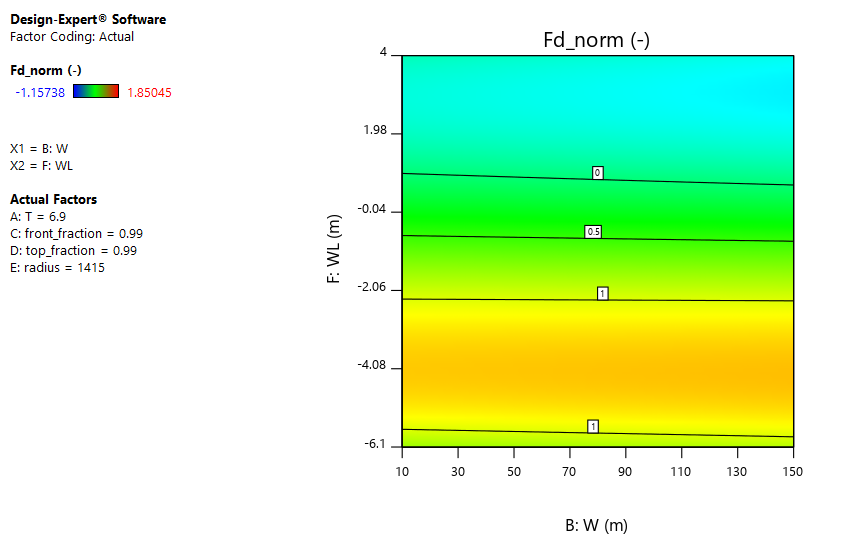 Design-Expert® Software
Factor Coding: Actual
Fd_norm (-)
-1.15738 1.85045
X1 = B: W
X2 = F: WL
Actual Factors
A: T = 6.9
C: front_fraction = 0.99
D: top_fraction = 0.99
E: radius = 1415
Fd_norm (-)
4
1.98
-0.04
-2.06
-4.08
-6.1
F: WL (m)
0
0.5
1
1
10 30 50 70 90 110 130 150
B: W (m)